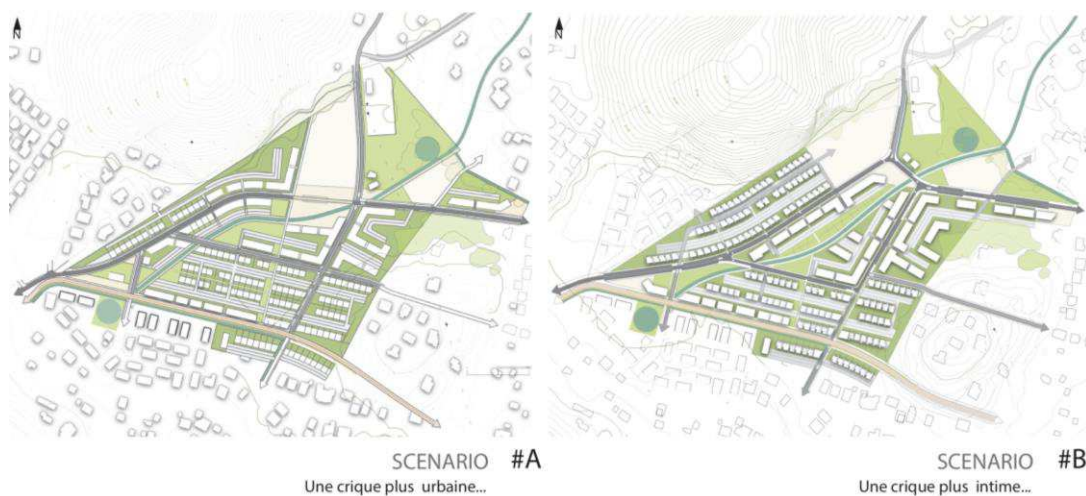 N
N
SCENARIO #A
Une crique plus urbaine...
SCENARIO #B
Une crique plus intime...